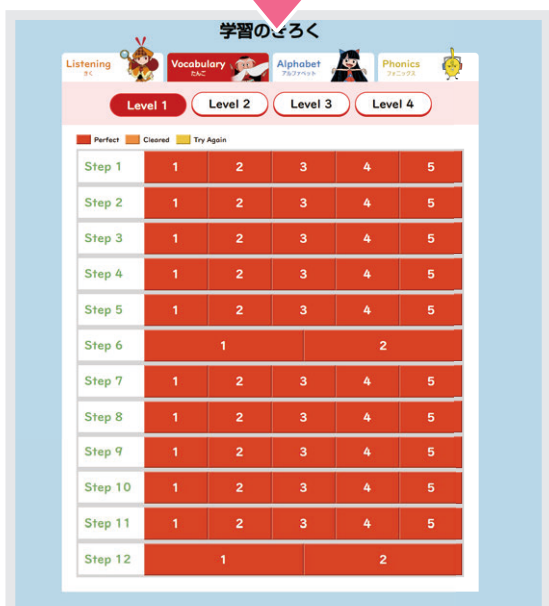 学習のきろく
Listening
きく
Vocabulary
たんご
Alphabet
アルファベット
Phonics
フォニックス
Level 1 Level 2 Level 3 Level 4
Perfect Cleared Try Again
Step 1 1 2 3 4 5
Step 2 1 2 3 4 5
Step 3 1 2 3 4 5
Step 4 1 2 3 4 5
Step 5 1 2 3 4 5
Step 6 1 2
Step 7 1 2 3 4 5
Step 8 1 2 3 4 5
Step 9 1 2 3 4 5
Step 10 1 2 3 4 5
Step 11 1 2 3 4 5
Step 12 1 2